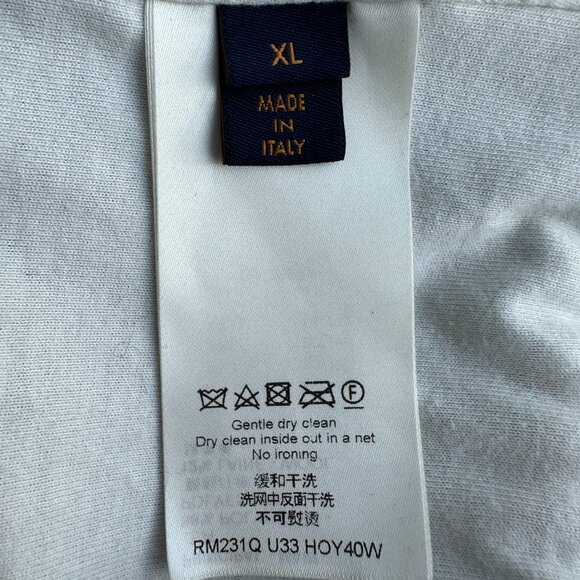 XL
MADE
IN
ITALY
F
Gentle dry clean
Dry clean inside out in a net
No ironing
缓和干洗
洗网中反面干洗
不可熨烫
RM231Q U33 HOY40W